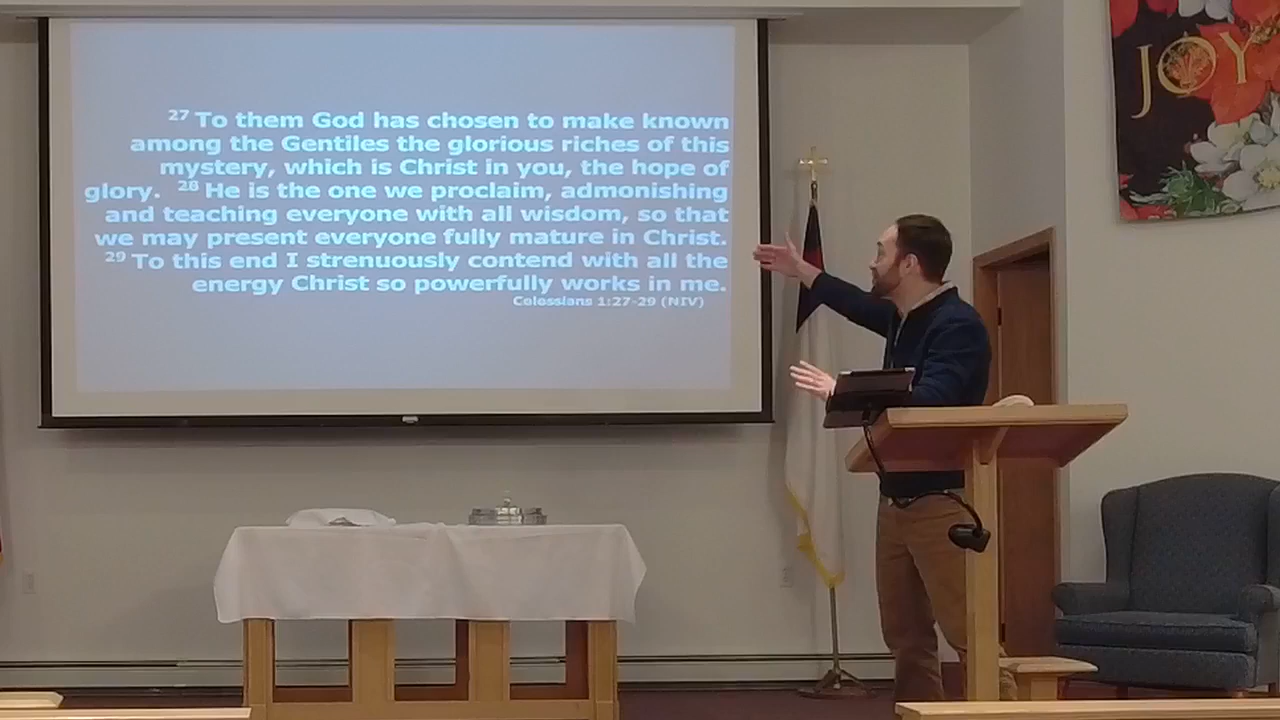 27 To them God has chosen to make known
among the Gentiles the glorious riches of this
mystery, which is Christ in you, the hope of
glory. 28 He is the one we proclaim, admonishing
and teaching everyone with all wisdom, so that
we may present everyone fully mature in Christ.
29 To this end I strenuously contend with all the
energy Christ so powerfully works in me.
Colossians 1:27-29 (NIV)
JOY